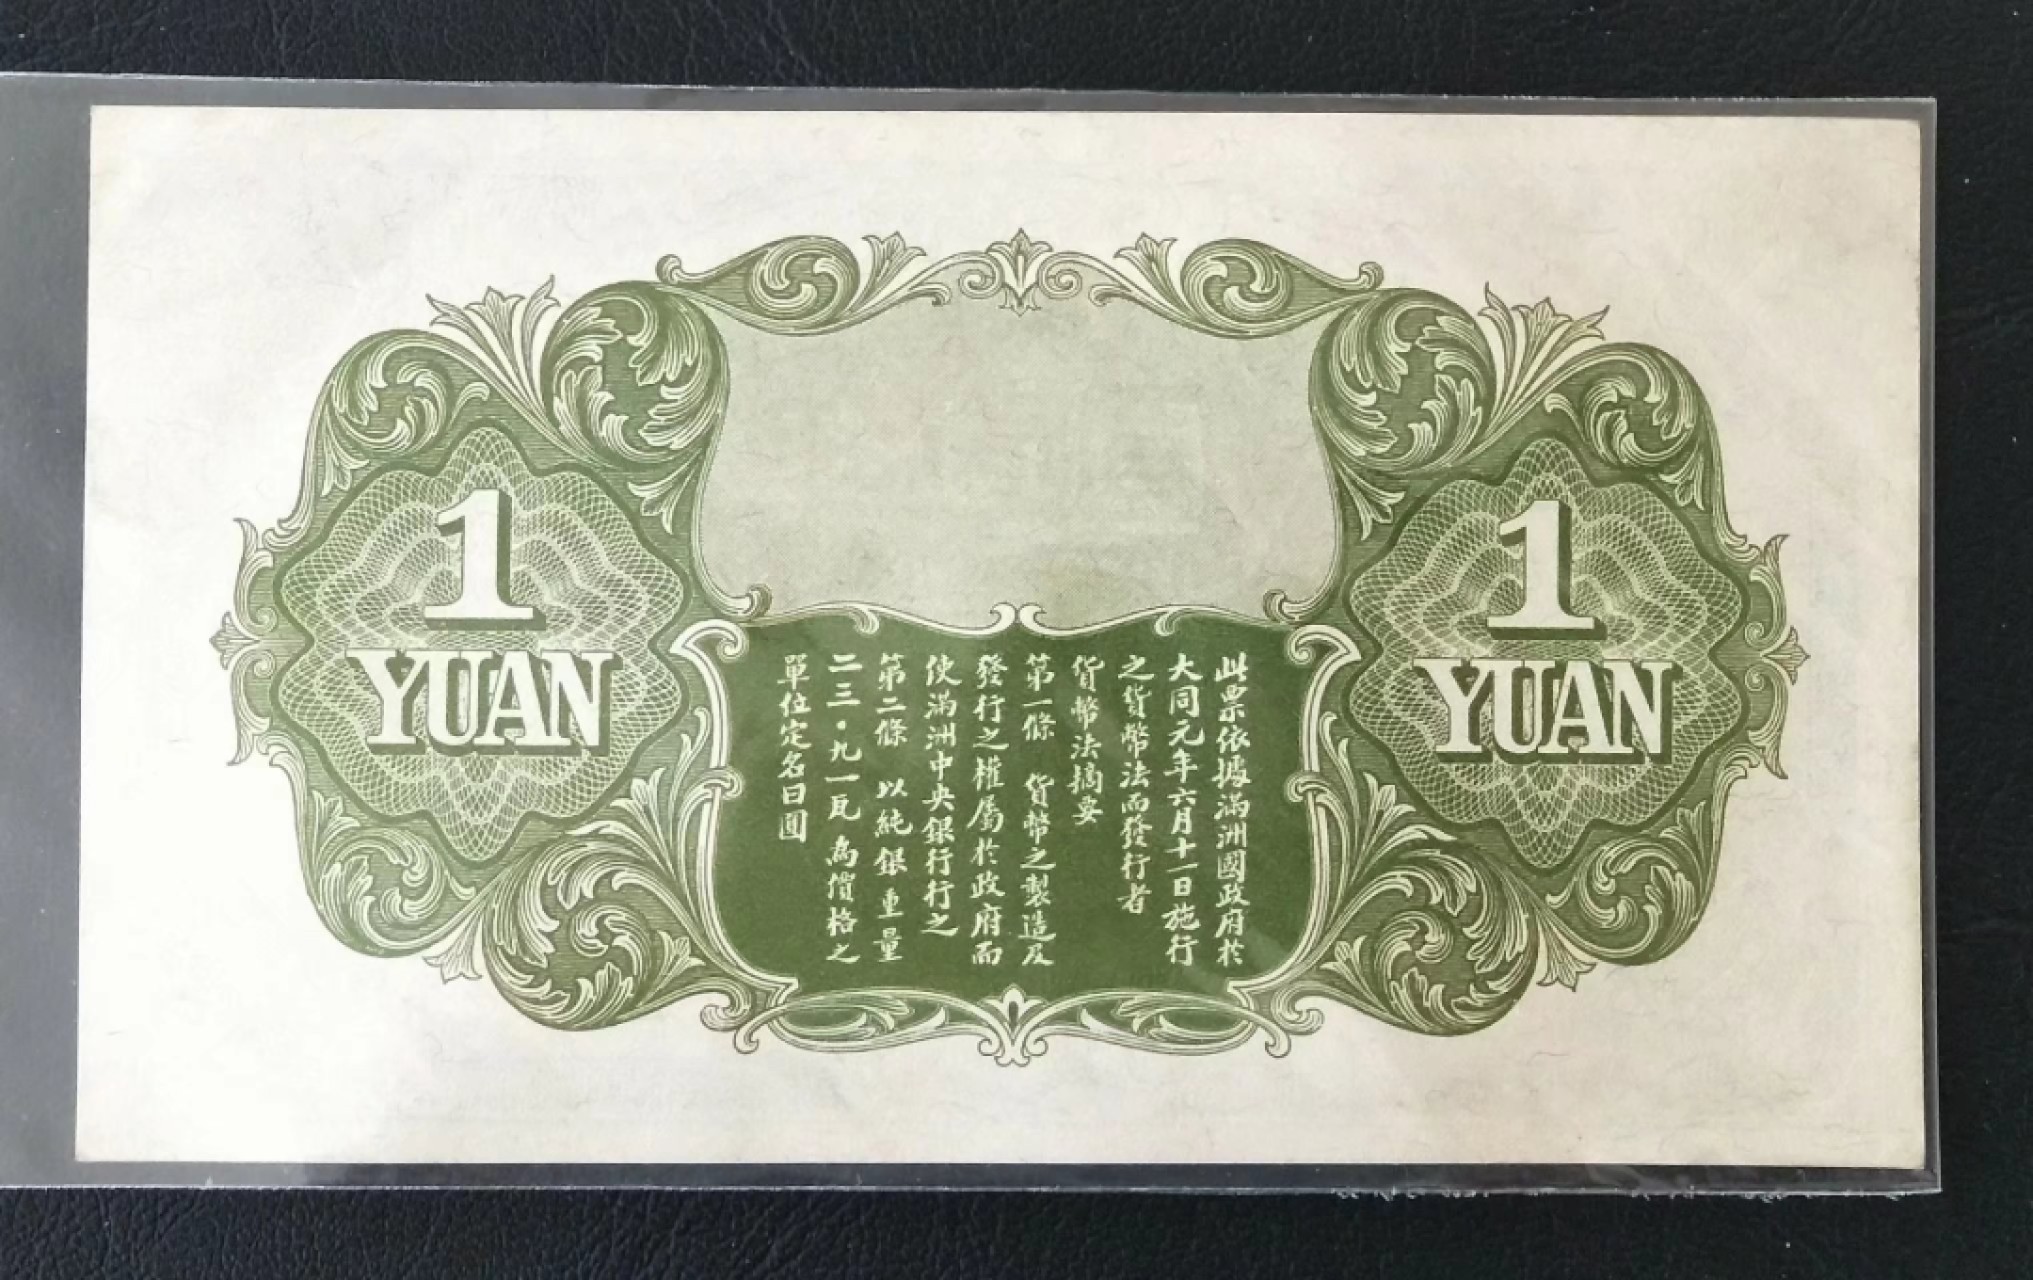 1
YUAN
1
YUAN
此票依據滿洲國政府於
大同元年六月十一日施行
之貨幣法而發行者
貨幣法摘要
第一條　貨幣之製造及
發行之權屬於政府而
使滿洲中央銀行行之
第二條　以純銀重量
二三·九一瓦為價格之
單位定名曰圓